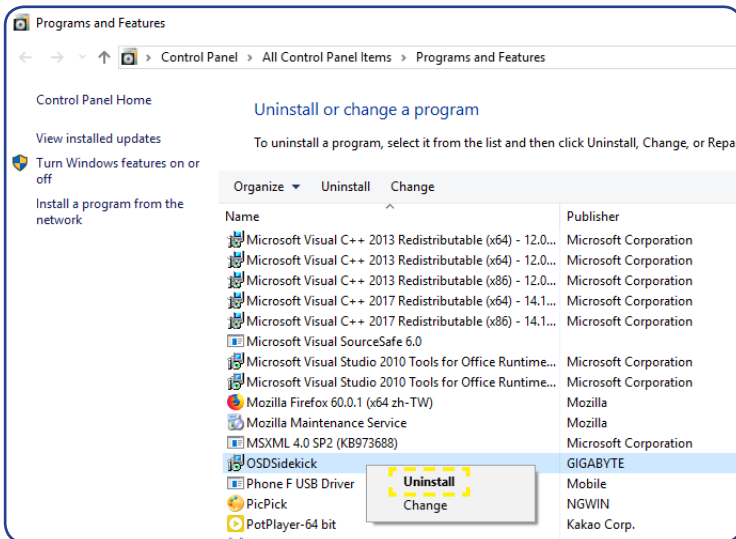 Programs and Features
Control Panel > All Control Panel Items > Programs and Features
Control Panel Home
View installed updates
Turn Windows features on or
off
Install a program from the
network
Uninstall or change a program
To uninstall a program, select it from the list and then click Uninstall, Change, or Repa
Organize Uninstall Change
Name Publisher
Microsoft Visual C++ 2013 Redistributable (x64) - 12.0... Microsoft Corporation
Microsoft Visual C++ 2013 Redistributable (x64) - 12.0... Microsoft Corporation
Microsoft Visual C++ 2013 Redistributable (x86) - 12.0... Microsoft Corporation
Microsoft Visual C++ 2017 Redistributable (x64) - 14.1... Microsoft Corporation
Microsoft Visual C++ 2017 Redistributable (x86) - 14.1... Microsoft Corporation
Microsoft Visual SourceSafe 6.0
Microsoft Visual Studio 2010 Tools for Office Runtime... Microsoft Corporation
Microsoft Visual Studio 2010 Tools for Office Runtime... Microsoft Corporation
Mozilla Firefox 60.0.1 (x64 zh-TW) Mozilla
Mozilla Maintenance Service Mozilla
MSXML 4.0 SP2 (KB973688) Microsoft Corporation
OSDSidekick GIGABYTE
Phone F USB Driver Mobile
PicPick NGWIN
PotPlayer-64 bit Kakao Corp.
Uninstall
Change